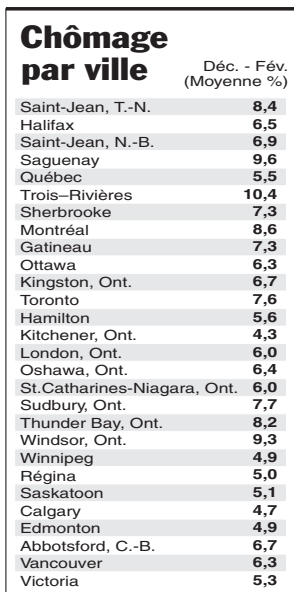 Chômage
par ville
Déc. - Fév.
(Moyenne %)
Saint-Jean, T.-N. 8,4
Halifax 6,5
Saint-Jean, N.-B. 6,9
Saguenay 9,6
Québec 5,5
Trois–Rivières 10,4
Sherbrooke 7,3
Montréal 8,6
Gatineau 7,3
Ottawa 6,3
Kingston, Ont. 6,7
Toronto 7,6
Hamilton 5,6
Kitchener, Ont. 4,3
London, Ont. 6,0
Oshawa, Ont. 6,4
St.Catharines-Niagara, Ont. 6,0
Sudbury, Ont. 7,7
Thunder Bay, Ont. 8,2
Windsor, Ont. 9,3
Winnipeg 4,9
Régina 5,0
Saskatoon 5,1
Calgary 4,7
Edmonton 4,9
Abbotsford, C.-B. 6,7
Vancouver 6,3
Victoria 5,3